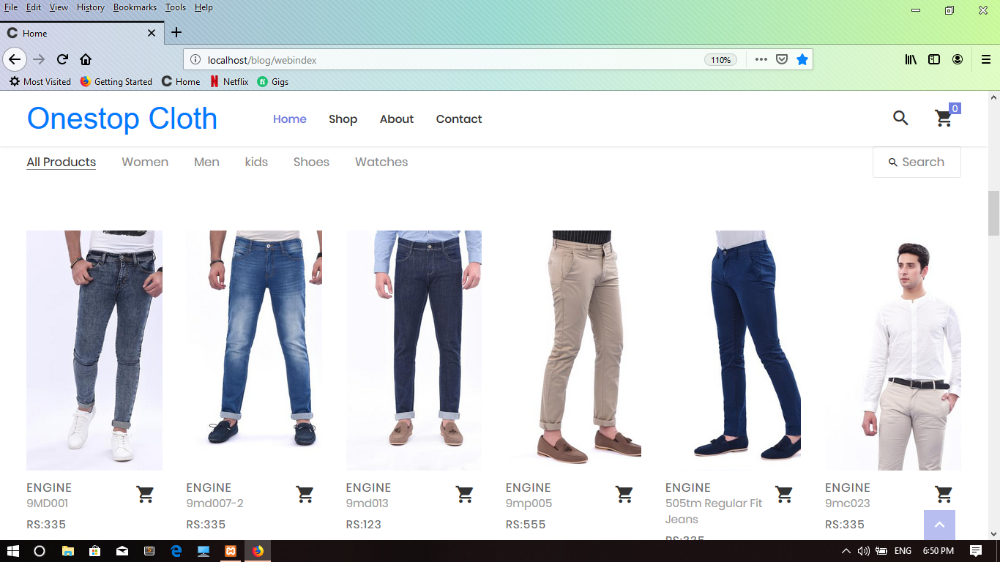 File Edit View History Bookmarks Tools Help
Home
localhost/blog/webindex 110%
Most Visited Getting Started Home Netflix Gigs
Onestop Cloth Home Shop About Contact 0
All Products Women Men kids Shoes Watches Search
ENGINE ENGINE ENGINE ENGINE ENGINE ENGINE
9MD001 9md007-2 9md013 9mp005 505tm Regular Fit Jeans 9mc023
RS:335 RS:335 RS:123 RS:555 RS:335 RS:335
ENG 6:50 PM